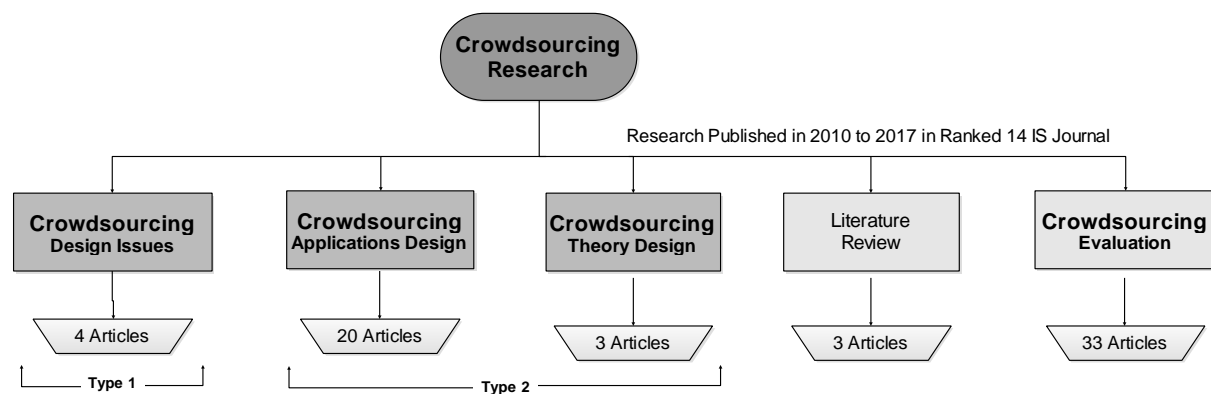 Crowdsourcing
Research
Research Published in 2010 to 2017 in Ranked 14 IS Journal
Crowdsourcing
Design Issues
Crowdsourcing
Applications Design
Crowdsourcing
Theory Design
Literature
Review
Crowdsourcing
Evaluation
4 Articles
20 Articles
3 Articles
3 Articles
33 Articles
Type 1
Type 2